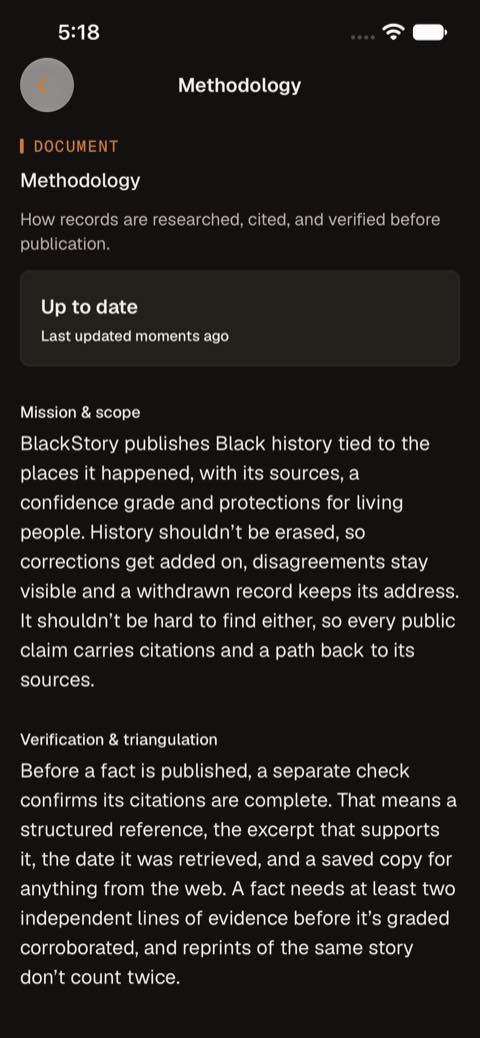 5:18
Methodology
DOCUMENT
Methodology
How records are researched, cited, and verified before
publication.
Up to date
Last updated moments ago
Mission & scope
BlackStory publishes Black history tied to the
places it happened, with its sources, a
confidence grade and protections for living
people. History shouldn’t be erased, so
corrections get added on, disagreements stay
visible and a withdrawn record keeps its address.
It shouldn’t be hard to find either, so every public
claim carries citations and a path back to its
sources.
Verification & triangulation
Before a fact is published, a separate check
confirms its citations are complete. That means a
structured reference, the excerpt that supports
it, the date it was retrieved, and a saved copy for
anything from the web. A fact needs at least two
independent lines of evidence before it’s graded
corroborated, and reprints of the same story
don’t count twice.